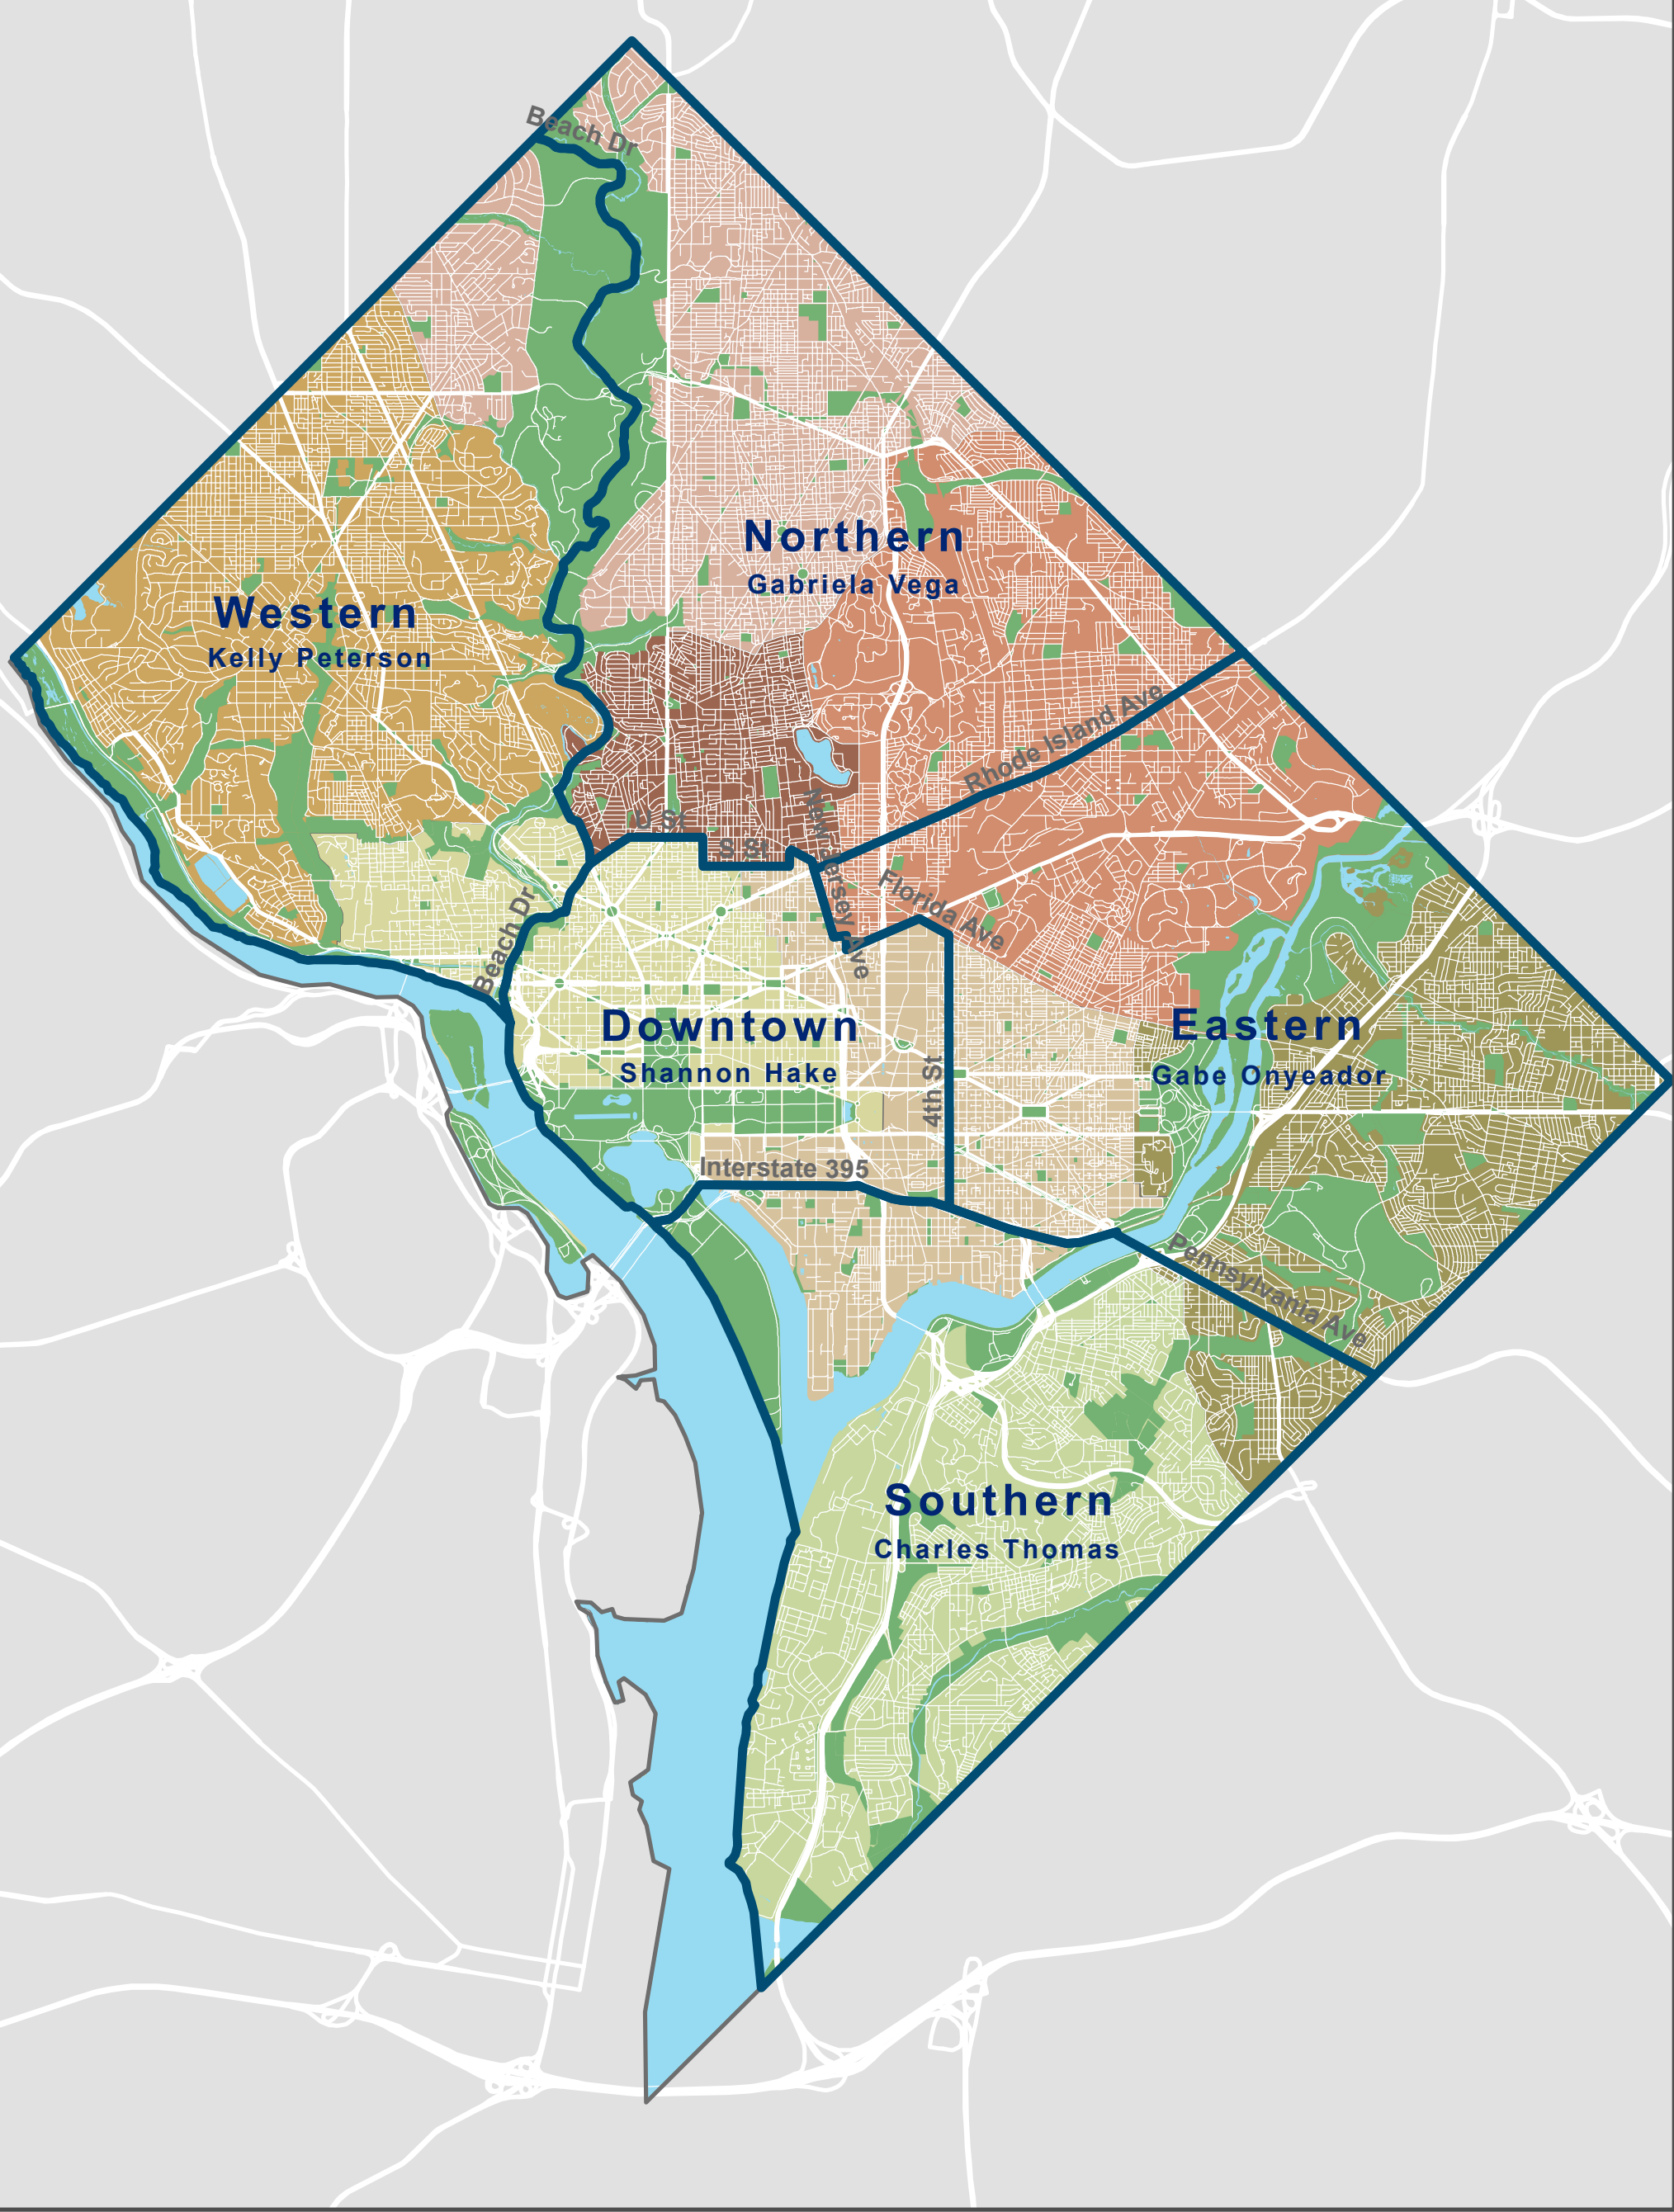 Beach Dr
Northern
Gabriela Vega
Western
Kelly Peterson
Rhode Island Ave
U St
S St
New Jersey Ave
Florida Ave
Beach Dr
Downtown
Shannon Hake
Eastern
Gabe Onyeador
4th St
Interstate 395
Pennsylvania Ave
Southern
Charles Thomas